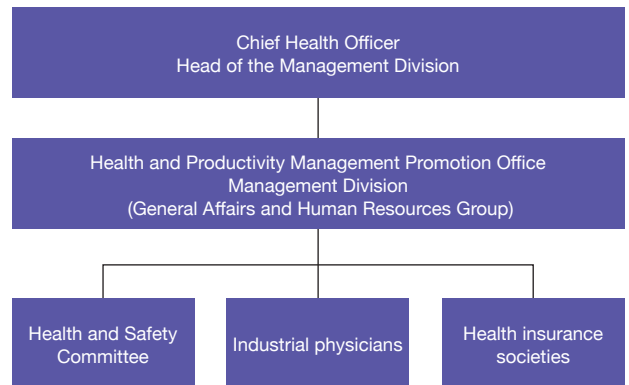 Chief Health Officer
Head of the Management Division
Health and Productivity Management Promotion Office
Management Division
(General Affairs and Human Resources Group)
Health and Safety
Committee
Industrial physicians
Health insurance
societies